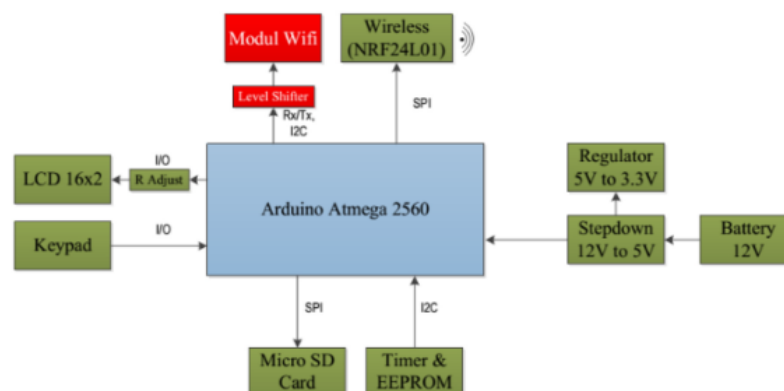 Modul Wifi
Wireless
(NRF24L01)
Level Shifter
Rx/Tx,
I2C
SPI
I/O
LCD 16x2
R Adjust
Arduino Atmega 2560
Regulator
5V to 3.3V
Keypad
I/O
Stepdown
12V to 5V
Battery
12V
SPI
I2C
Micro SD
Card
Timer &
EEPROM